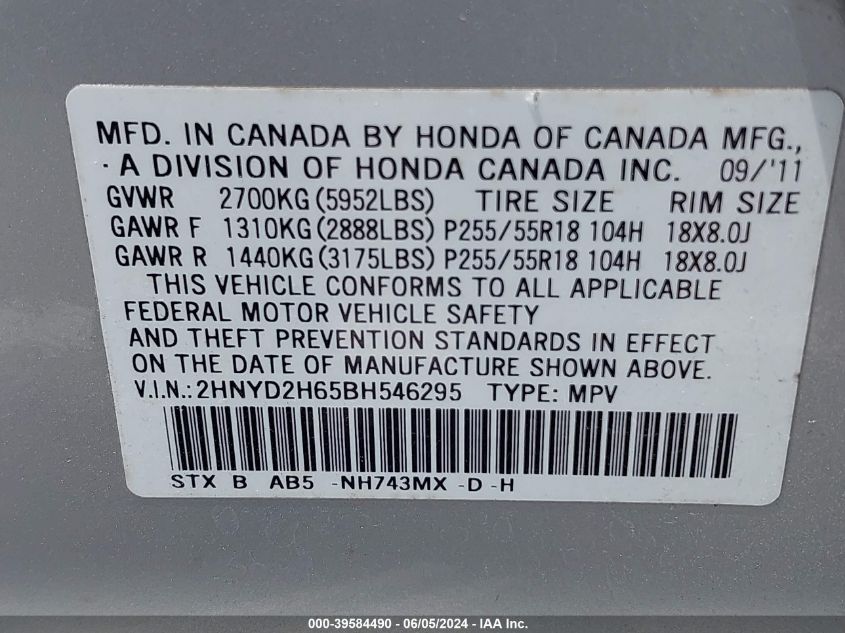 MFD. IN CANADA BY HONDA OF CANADA MFG.,
A DIVISION OF HONDA CANADA INC. 09/'11
GVWR 2700KG(5952LBS) TIRE SIZE RIM SIZE
GAWR F 1310KG(2888LBS) P255/55R18 104H 18X8.0J
GAWR R 1440KG(3175LBS) P255/55R18 104H 18X8.0J
THIS VEHICLE CONFORMS TO ALL APPLICABLE
FEDERAL MOTOR VEHICLE SAFETY
AND THEFT PREVENTION STANDARDS IN EFFECT
ON THE DATE OF MANUFACTURE SHOWN ABOVE.
V.I.N.:2HNYD2H65BH546295 TYPE: MPV
STX B AB5 -NH743MX -D -H
000-39584490 - 06/05/2024 - IAA Inc.